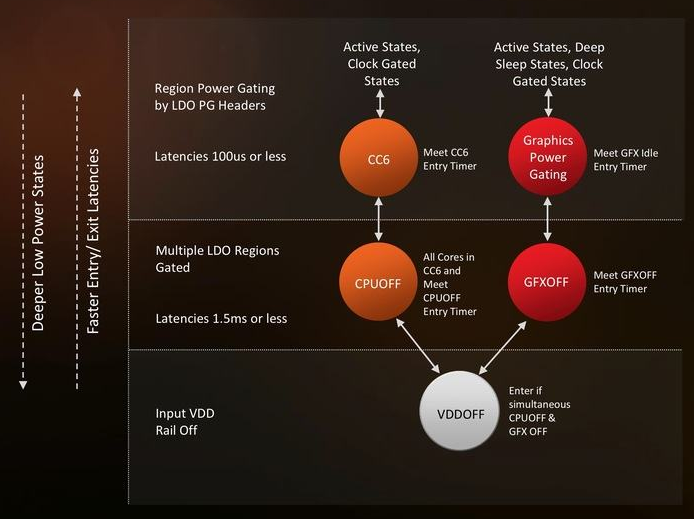 Deeper Low Power States
Faster Entry/ Exit Latencies
Region Power Gating
by LDO PG Headers
Latencies 100us or less
Active States,
Clock Gated
States
Active States, Deep
Sleep States, Clock
Gated States
CC6
Meet CC6
Entry Timer
Graphics
Power
Gating
Meet GFX Idle
Entry Timer
Multiple LDO Regions
Gated
Latencies 1.5ms or less
CPUOFF
All Cores in
CC6 and
Meet
CPUOFF
Entry Timer
GFXOFF
Meet GFXOFF
Entry Timer
Input VDD
Rail Off
VDDOFF
Enter if
simultaneous
CPUOFF &
GFX OFF